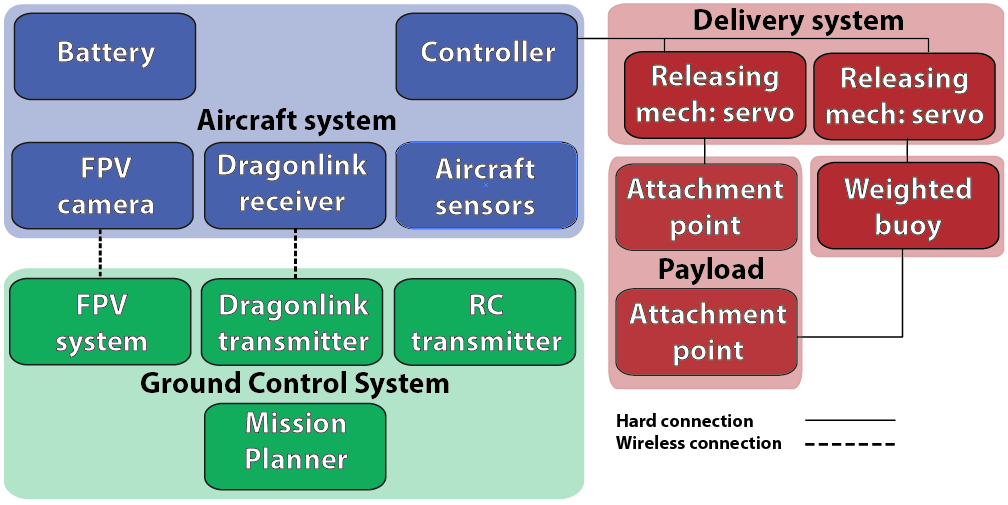 Battery
Controller
Aircraft system
FPV
camera
Dragonlink
receiver
Aircraft
sensors
FPV
system
Dragonlink
transmitter
RC
transmitter
Ground Control System
Mission
Planner
Delivery system
Releasing
mech: servo
Releasing
mech: servo
Attachment
point
Weighted
buoy
Payload
Attachment
point
Hard connection
Wireless connection